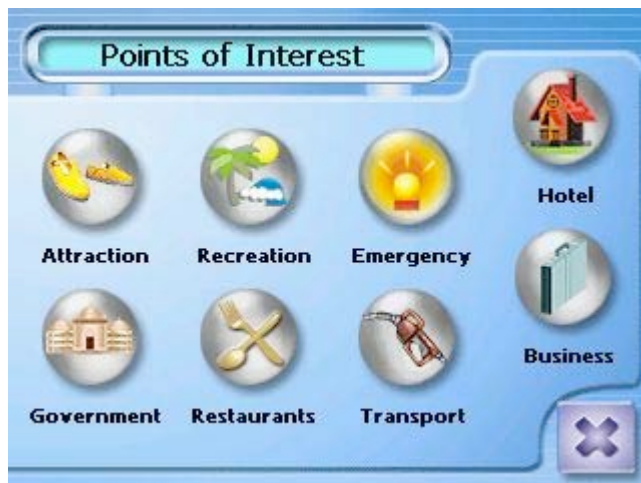 Points of Interest
Hotel
Attraction Recreation Emergency
Business
Government Restaurants Transport